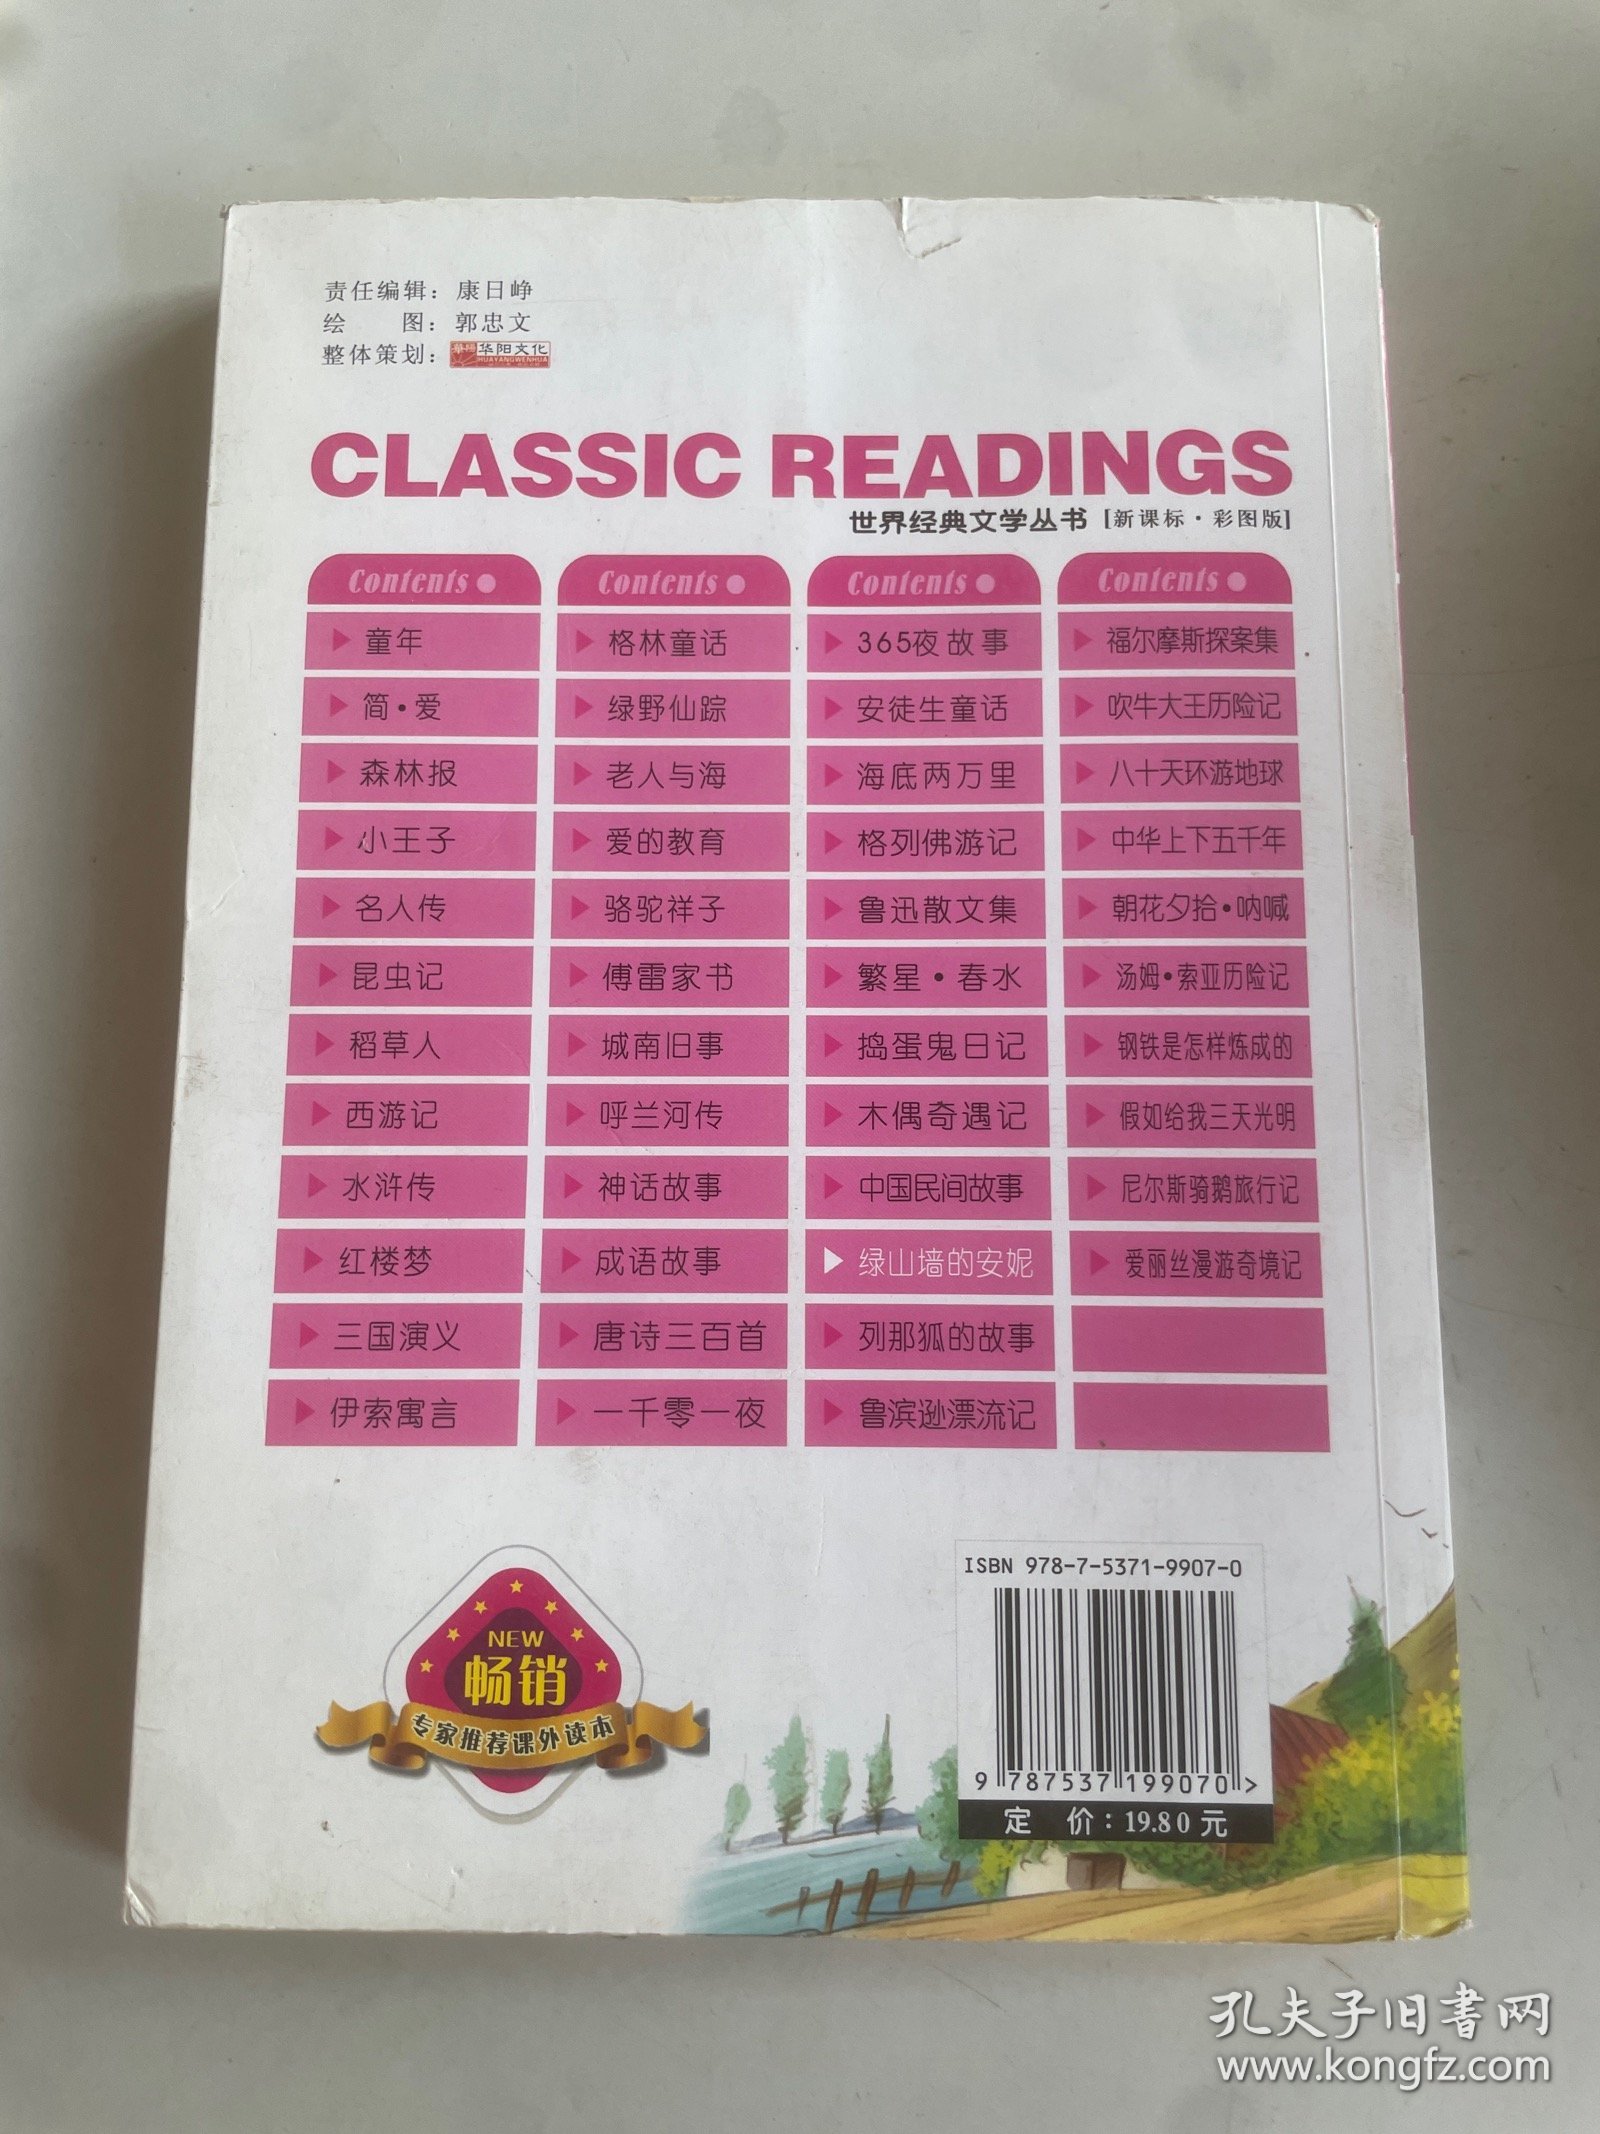 责任编辑：康日峥
绘 图：郭忠文
整体策划：華陽 华阳文化
HUAYANGWENHUA
CLASSIC READINGS
世界经典文学丛书 [新课标·彩图版]
Contents
童年
简·爱
森林报
小王子
名人传
昆虫记
稻草人
西游记
水浒传
红楼梦
三国演义
伊索寓言
Contents
格林童话
绿野仙踪
老人与海
爱的教育
骆驼祥子
傅雷家书
城南旧事
呼兰河传
神话故事
成语故事
唐诗三百首
一千零一夜
Contents
365夜故事
安徒生童话
海底两万里
格列佛游记
鲁迅散文集
繁星·春水
捣蛋鬼日记
木偶奇遇记
中国民间故事
绿山墙的安妮
列那狐的故事
鲁滨逊漂流记
Contents
福尔摩斯探案集
吹牛大王历险记
八十天环游地球
中华上下五千年
朝花夕拾·呐喊
汤姆·索亚历险记
钢铁是怎样炼成的
假如给我三天光明
尼尔斯骑鹅旅行记
爱丽丝漫游奇境记
NEW
畅销
专家推荐课外读本
ISBN 978-7-5371-9907-0
9 787537 199070 >
定 价：19.80 元
孔夫子旧书网
www.kongfz.com